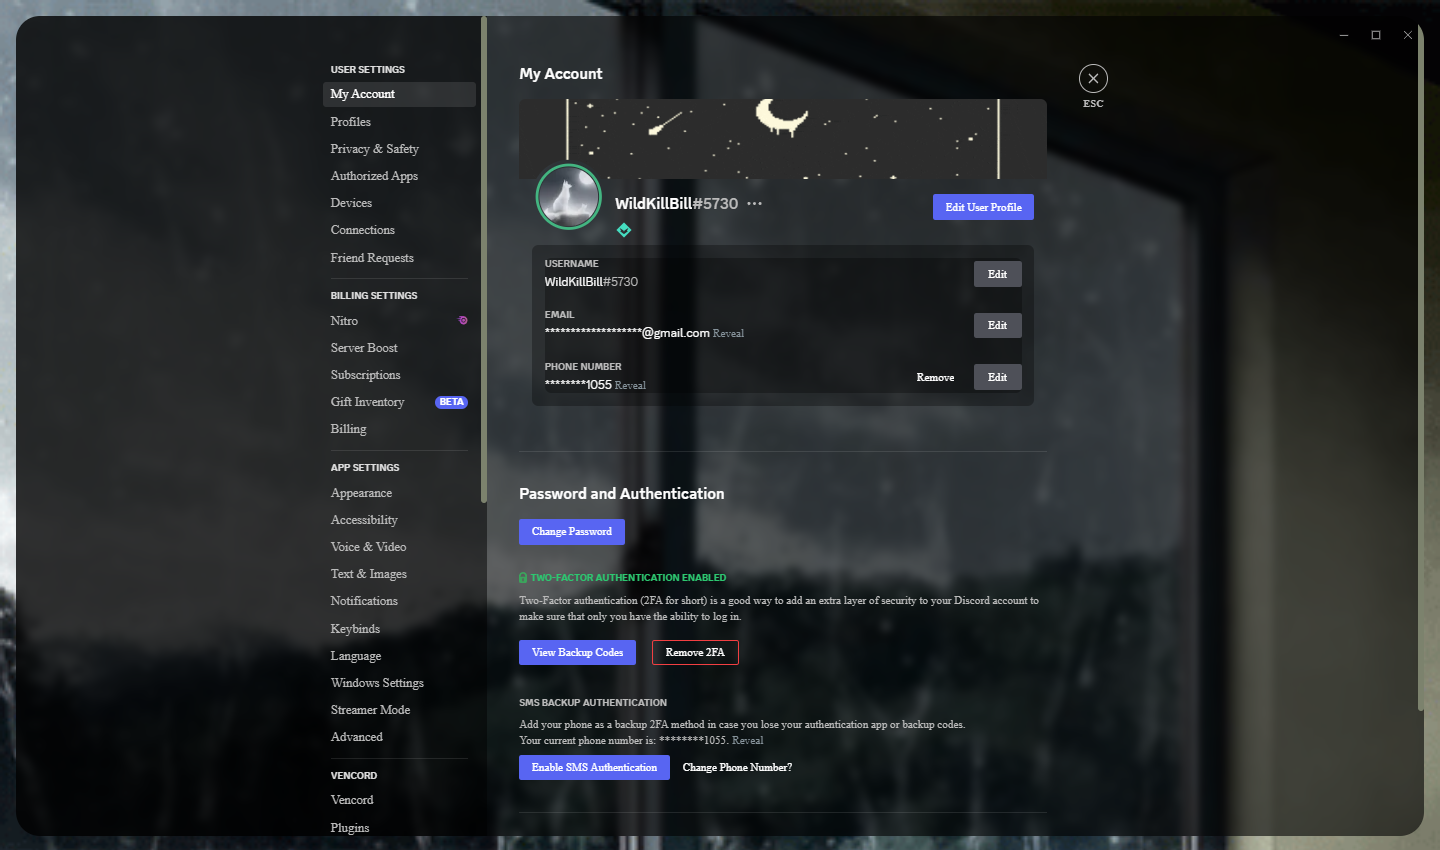 USER SETTINGS
My Account
Profiles
Privacy & Safety
Authorized Apps
Devices
Connections
Friend Requests
BILLING SETTINGS
Nitro
Server Boost
Subscriptions
Gift Inventory BETA
Billing
APP SETTINGS
Appearance
Accessibility
Voice & Video
Text & Images
Notifications
Keybinds
Language
Windows Settings
Streamer Mode
Advanced
VENCORD
Vencord
Plugins
My Account
ESC
WildKillBill#5730
Edit User Profile
USERNAME
WildKillBill#5730
Edit
EMAIL
*******************@gmail.com Reveal
Edit
PHONE NUMBER
********1055 Reveal
Remove Edit
Password and Authentication
Change Password
TWO-FACTOR AUTHENTICATION ENABLED
Two-Factor authentication (2FA for short) is a good way to add an extra layer of security to your Discord account to
make sure that only you have the ability to log in.
View Backup Codes Remove 2FA
SMS BACKUP AUTHENTICATION
Add your phone as a backup 2FA method in case you lose your authentication app or backup codes.
Your current phone number is: ********1055. Reveal
Enable SMS Authentication Change Phone Number?